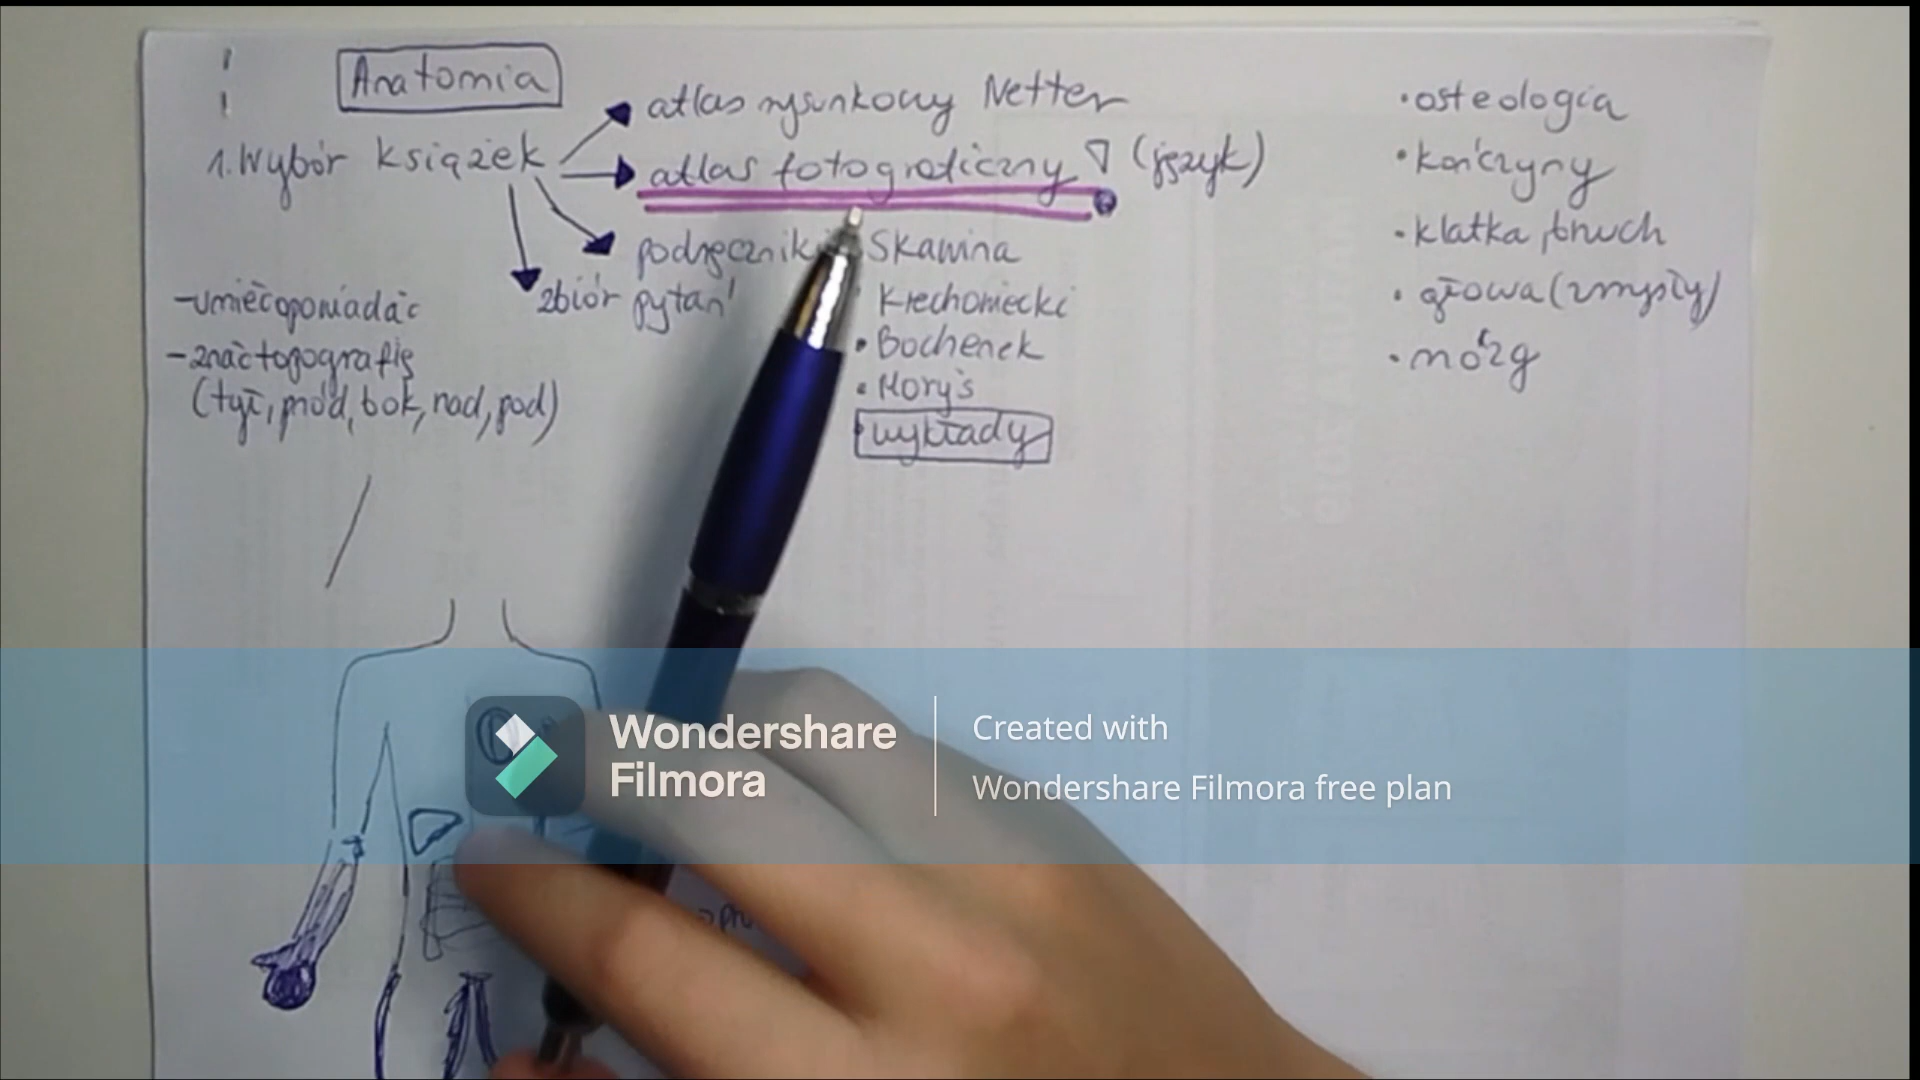 Anatomia
1. Wybór książek
atlas rysunkowy Netter
atlas fotograficzny (język)
podręczniki Skawina
Krechowiecki
• Bochenek
• Moryś
• wykłady
zbiór pytań
- umieć opowiadać
- znać topografię
(tył, przód, bok, nad, pod)
• osteologia
• kończyny
• klatka, brzuch
• głowa (zmysły)
• mózg
Wondershare
Filmora
Created with
Wondershare Filmora free plan